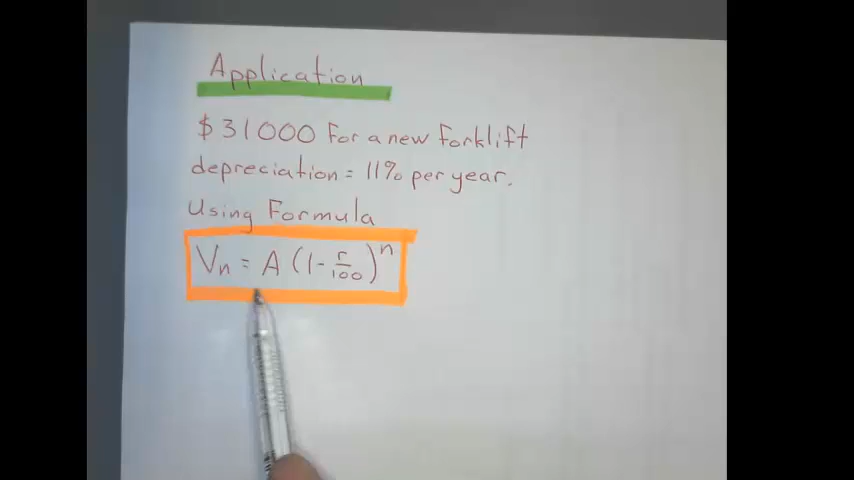 Application
$31000 For a new Forklift
depreciation = 11% per year.
Using Formula
Vn = A (1 - r/100)^n